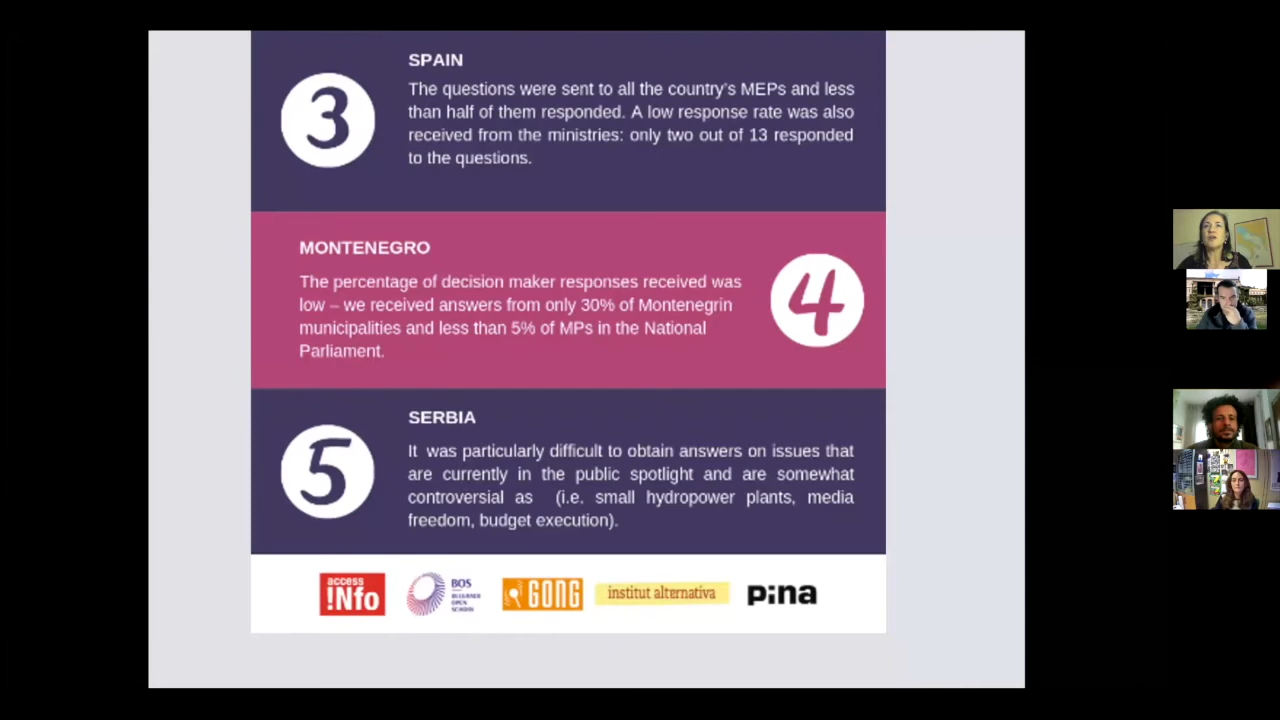 SPAIN
3
The questions were sent to all the country's MEPs and less
than half of them responded. A low response rate was also
received from the ministries: only two out of 13 responded
to the questions.
MONTENEGRO
The percentage of decision maker responses received was
low – we received answers from only 30% of Montenegrin
municipalities and less than 5% of MPs in the National
Parliament.
4
SERBIA
5
It was particularly difficult to obtain answers on issues that
are currently in the public spotlight and are somewhat
controversial as (i.e. small hydropower plants, media
freedom, budget execution).
access
!NFo
BOS
BELGRADE
OPEN
SCHOOL
GONG
institut alternativa
pina